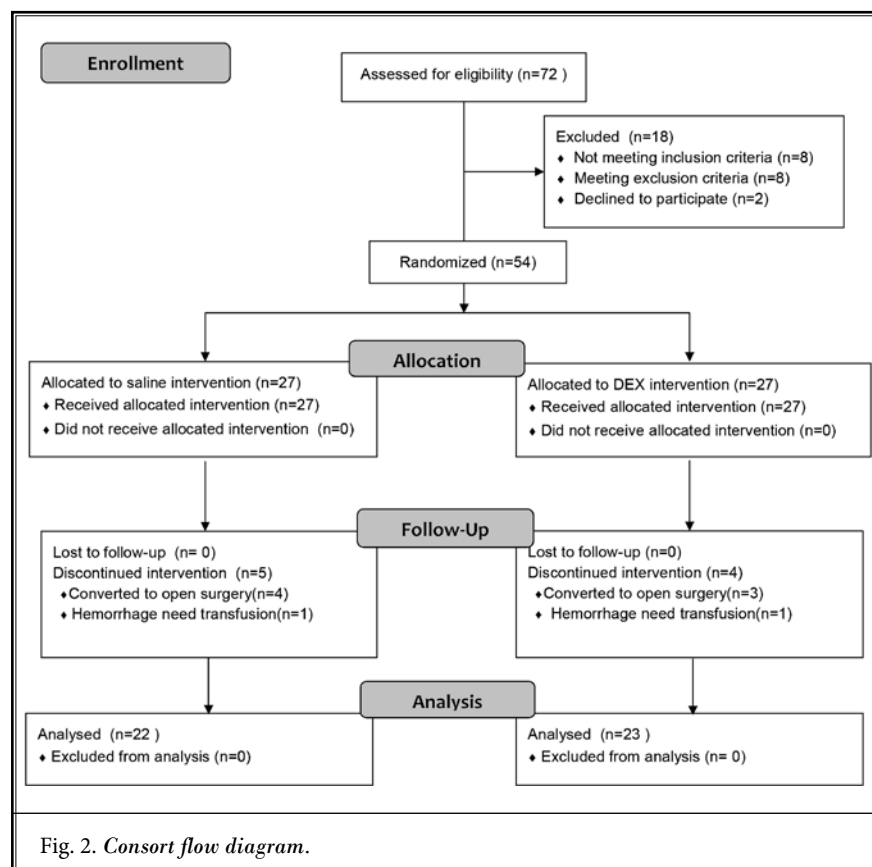 Enrollment
Assessed for eligibility (n=72 )
Excluded (n=18)
♦ Not meeting inclusion criteria (n=8)
♦ Meeting exclusion criteria (n=8)
♦ Declined to participate (n=2)
Randomized (n=54)
Allocation
Allocated to saline intervention (n=27)
♦ Received allocated intervention (n=27)
♦ Did not receive allocated intervention (n=0)
Allocated to DEX intervention (n=27)
♦ Received allocated intervention (n=27)
♦ Did not receive allocated intervention (n=0)
Follow-Up
Lost to follow-up (n= 0)
Discontinued intervention (n=5)
♦Converted to open surgery(n=4)
♦ Hemorrhage need transfusion(n=1)
Lost to follow-up (n=0)
Discontinued intervention (n=4)
♦Converted to open surgery(n=3)
♦ Hemorrhage need transfusion(n=1)
Analysis
Analysed (n=22 )
♦ Excluded from analysis (n=0)
Analysed (n=23 )
♦ Excluded from analysis (n= 0)
Fig. 2. Consort flow diagram.